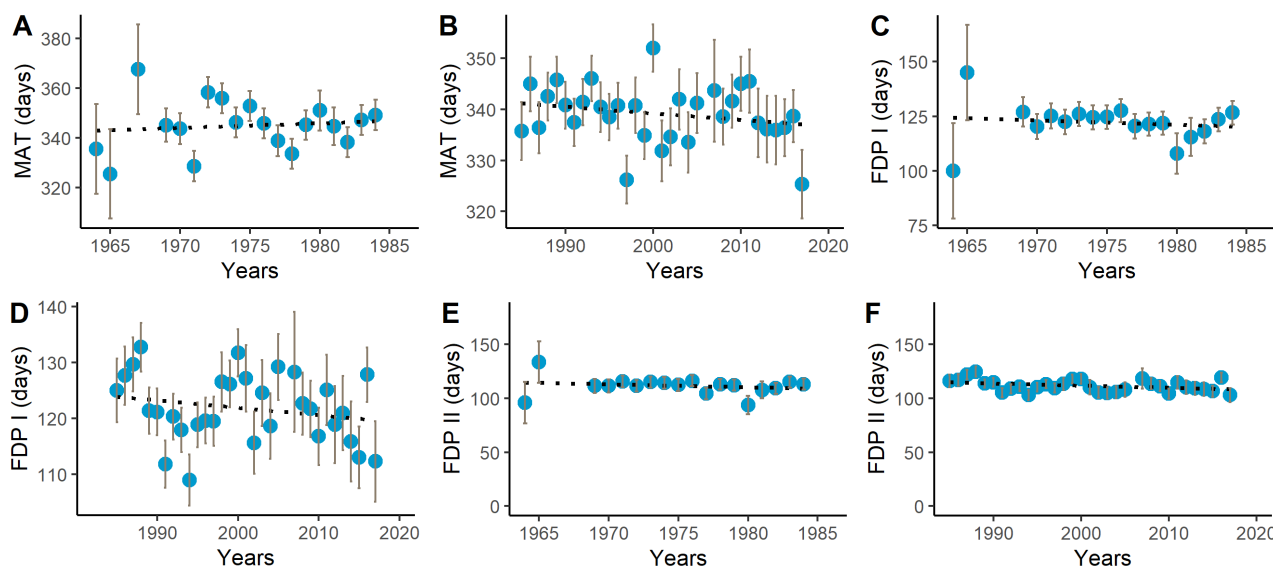 A
MAT (days)
380
360
340
320
1965 1970 1975 1980 1985
Years
B
MAT (days)
350
340
330
320
1990 2000 2010 2020
Years
C
FDP I (days)
150
125
100
75
1965 1970 1975 1980 1985
Years
D
FDP I (days)
140
130
120
110
1990 2000 2010 2020
Years
E
FDP III (days)
150
100
50
0
1965 1970 1975 1980 1985
Years
F
FDP III (days)
150
100
50
0
1990 2000 2010 2020
Years